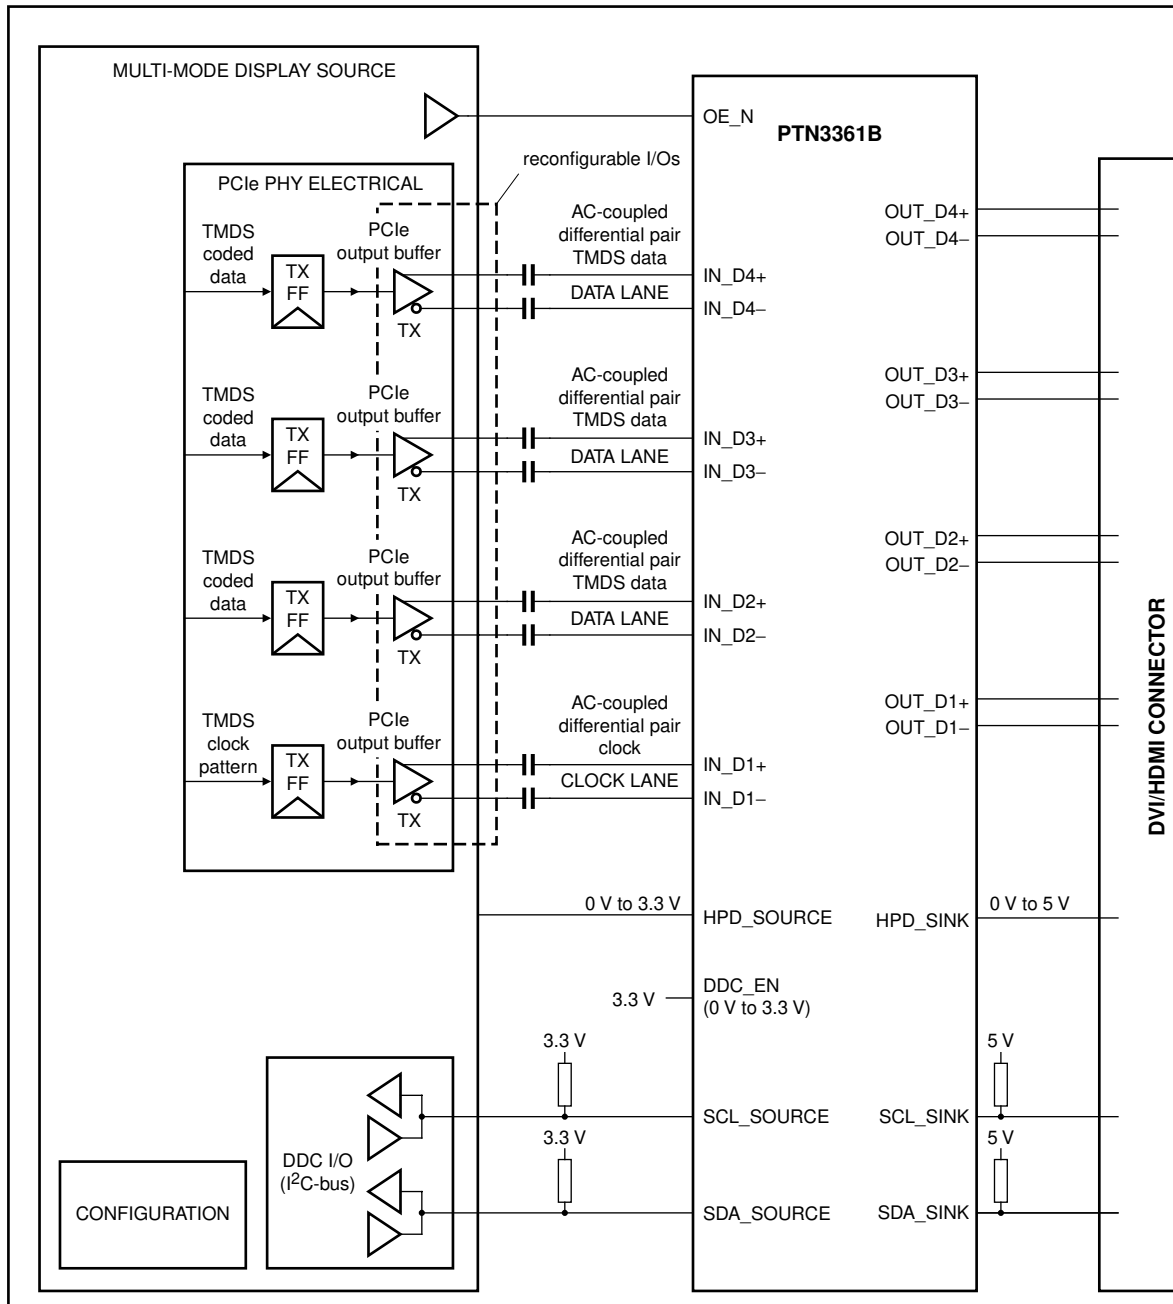 MULTI-MODE DISPLAY SOURCE
OE_N
PTN3361B
reconfigurable I/Os
PCIe PHY ELECTRICAL
TMDS
coded
data
TX
FF
PCIe
output buffer
TX
AC-coupled
differential pair
TMDS data
DATA LANE
IN_D4+
IN_D4−
OUT_D4+
OUT_D4−
TMDS
coded
data
TX
FF
PCIe
output buffer
TX
AC-coupled
differential pair
TMDS data
DATA LANE
IN_D3+
IN_D3−
OUT_D3+
OUT_D3−
TMDS
coded
data
TX
FF
PCIe
output buffer
TX
AC-coupled
differential pair
TMDS data
DATA LANE
IN_D2+
IN_D2−
OUT_D2+
OUT_D2−
TMDS
clock
pattern
TX
FF
PCIe
output buffer
TX
AC-coupled
differential pair
clock
CLOCK LANE
IN_D1+
IN_D1−
OUT_D1+
OUT_D1−
DVI/HDMI CONNECTOR
0 V to 3.3 V
HPD_SOURCE
HPD_SINK
0 V to 5 V
3.3 V
DDC_EN
(0 V to 3.3 V)
3.3 V
5 V
SCL_SOURCE
SCL_SINK
3.3 V
5 V
DDC I/O
(I²C-bus)
SDA_SOURCE
SDA_SINK
CONFIGURATION